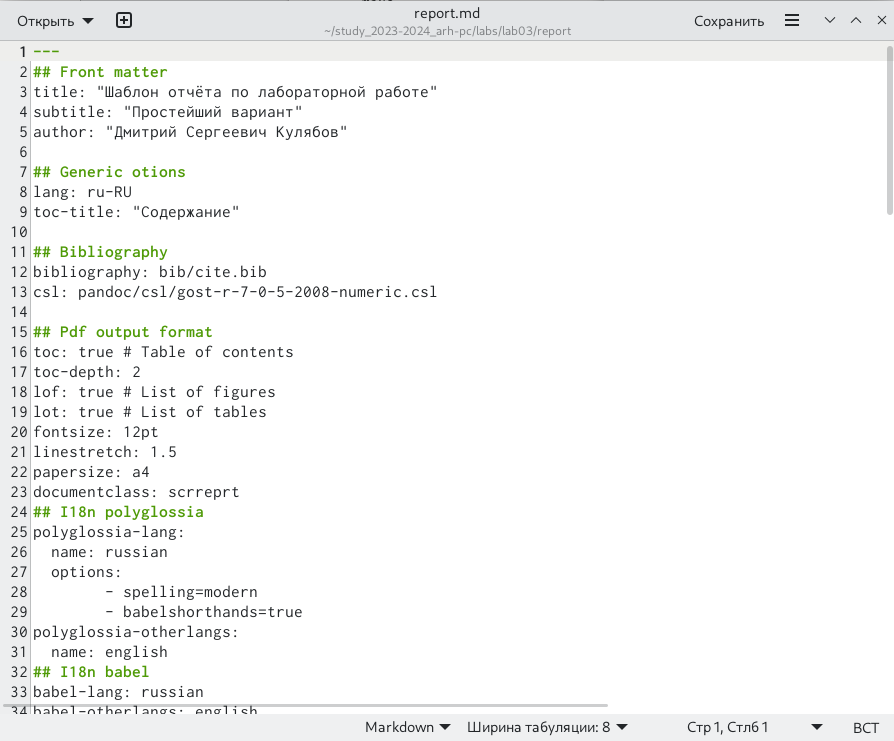 Открыть
report.md
~/study_2023-2024_arh-pc/labs/lab03/report
Сохранить
1 ---
2 ## Front matter
3 title: "Шаблон отчёта по лабораторной работе"
4 subtitle: "Простейший вариант"
5 author: "Дмитрий Сергеевич Кулябов"
6
7 ## Generic otions
8 lang: ru-RU
9 toc-title: "Содержание"
10
11 ## Bibliography
12 bibliography: bib/cite.bib
13 csl: pandoc/csl/gost-r-7-0-5-2008-numeric.csl
14
15 ## Pdf output format
16 toc: true # Table of contents
17 toc-depth: 2
18 lof: true # List of figures
19 lot: true # List of tables
20 fontsize: 12pt
21 linestretch: 1.5
22 papersize: a4
23 documentclass: scrreprt
24 ## I18n polyglossia
25 polyglossia-lang:
26   name: russian
27   options:
28         - spelling=modern
29         - babelshorthands=true
30 polyglossia-otherlangs:
31   name: english
32 ## I18n babel
33 babel-lang: russian
34 babel-otherlangs: english
Markdown
Ширина табуляции: 8
Стр 1, Стлб 1
ВСТ